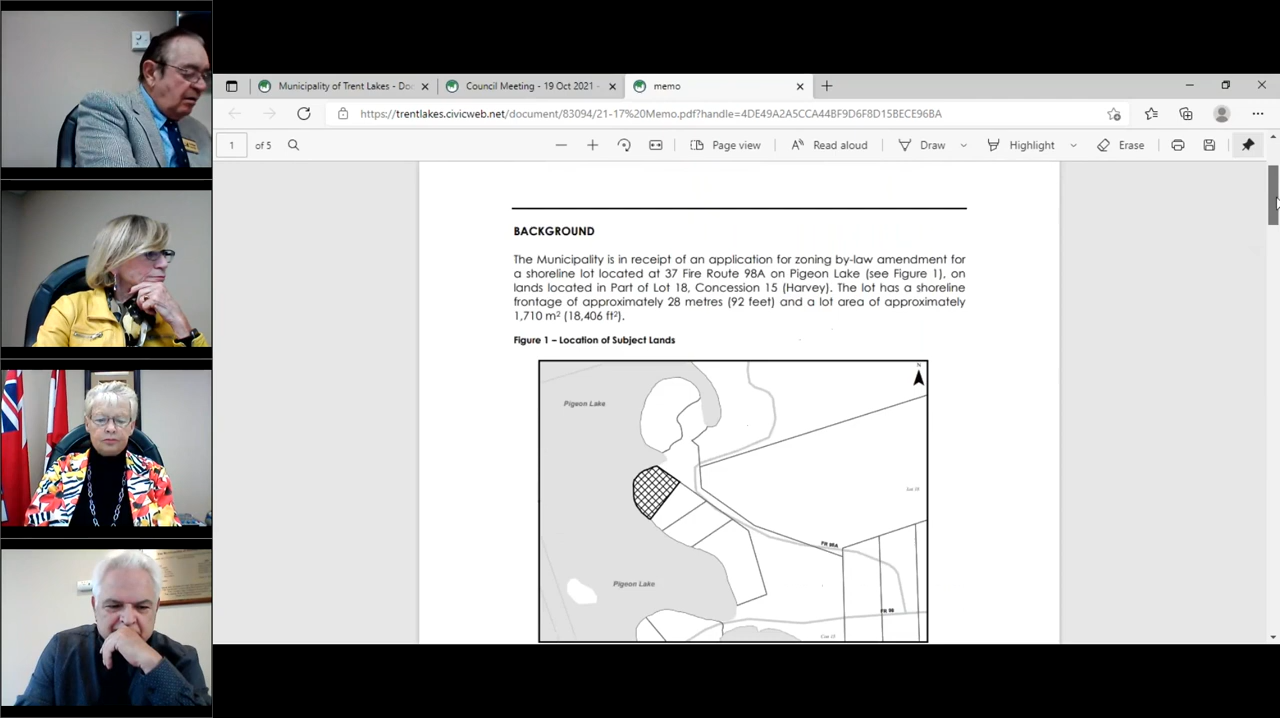 Municipality of Trent Lakes - Do
Council Meeting - 19 Oct 2021 -
memo
https://trentlakes.civicweb.net/document/83094/21-17%20Memo.pdf?handle=4DE49A2A5CCA44BF9D6F8D15BECE96BA
1 of 5
Page view
Read aloud
Draw
Highlight
Erase
BACKGROUND
The Municipality is in receipt of an application for zoning by-law amendment for
a shoreline lot located at 37 Fire Route 98A on Pigeon Lake (see Figure 1), on
lands located in Part of Lot 18, Concession 15 (Harvey). The lot has a shoreline
frontage of approximately 28 metres (92 feet) and a lot area of approximately
1,710 m² (18,406 ft²).
Figure 1 – Location of Subject Lands
N
Pigeon Lake
FR 98A
Pigeon Lake
FR 98